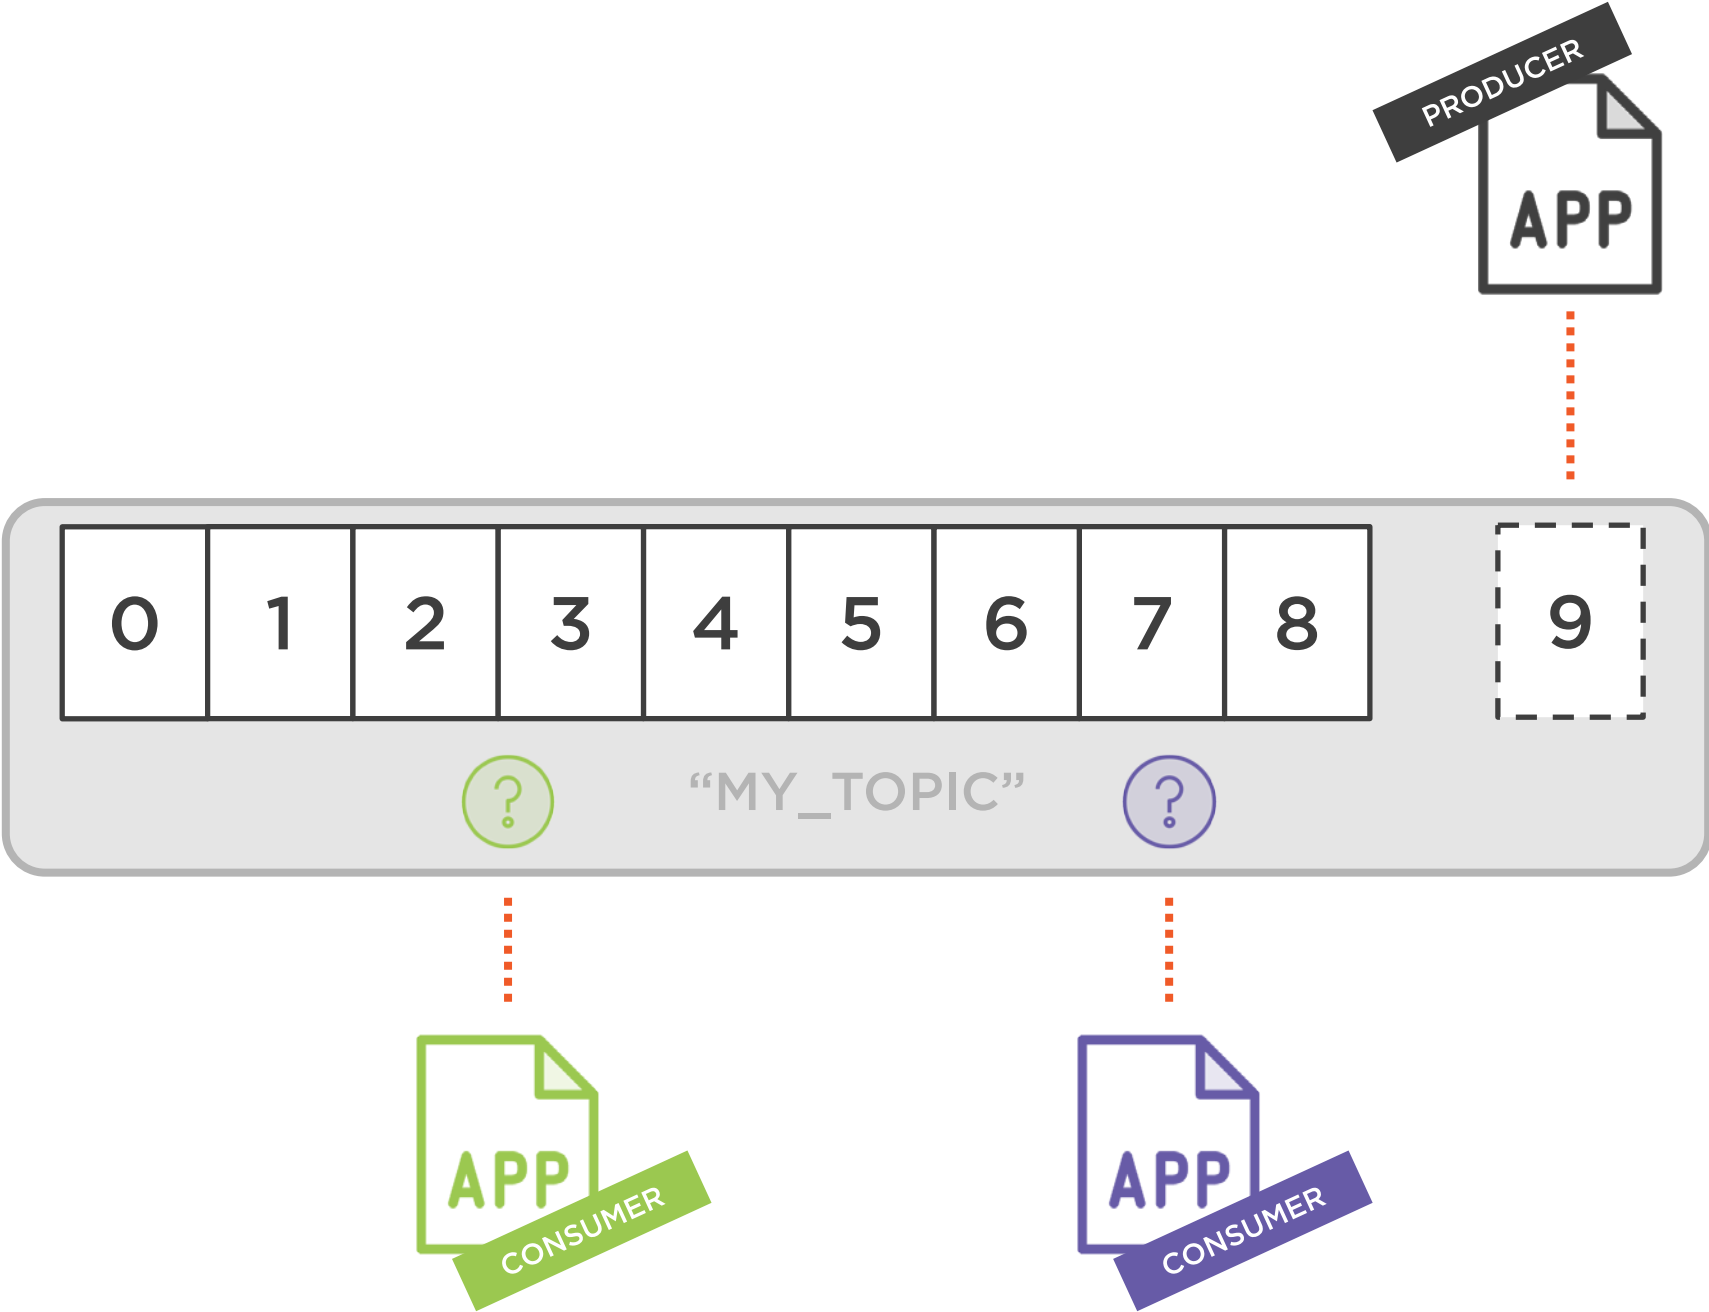 PRODUCER
APP
0 1 2 3 4 5 6 7 8 9
? “MY_TOPIC” ?
APP APP
CONSUMER CONSUMER